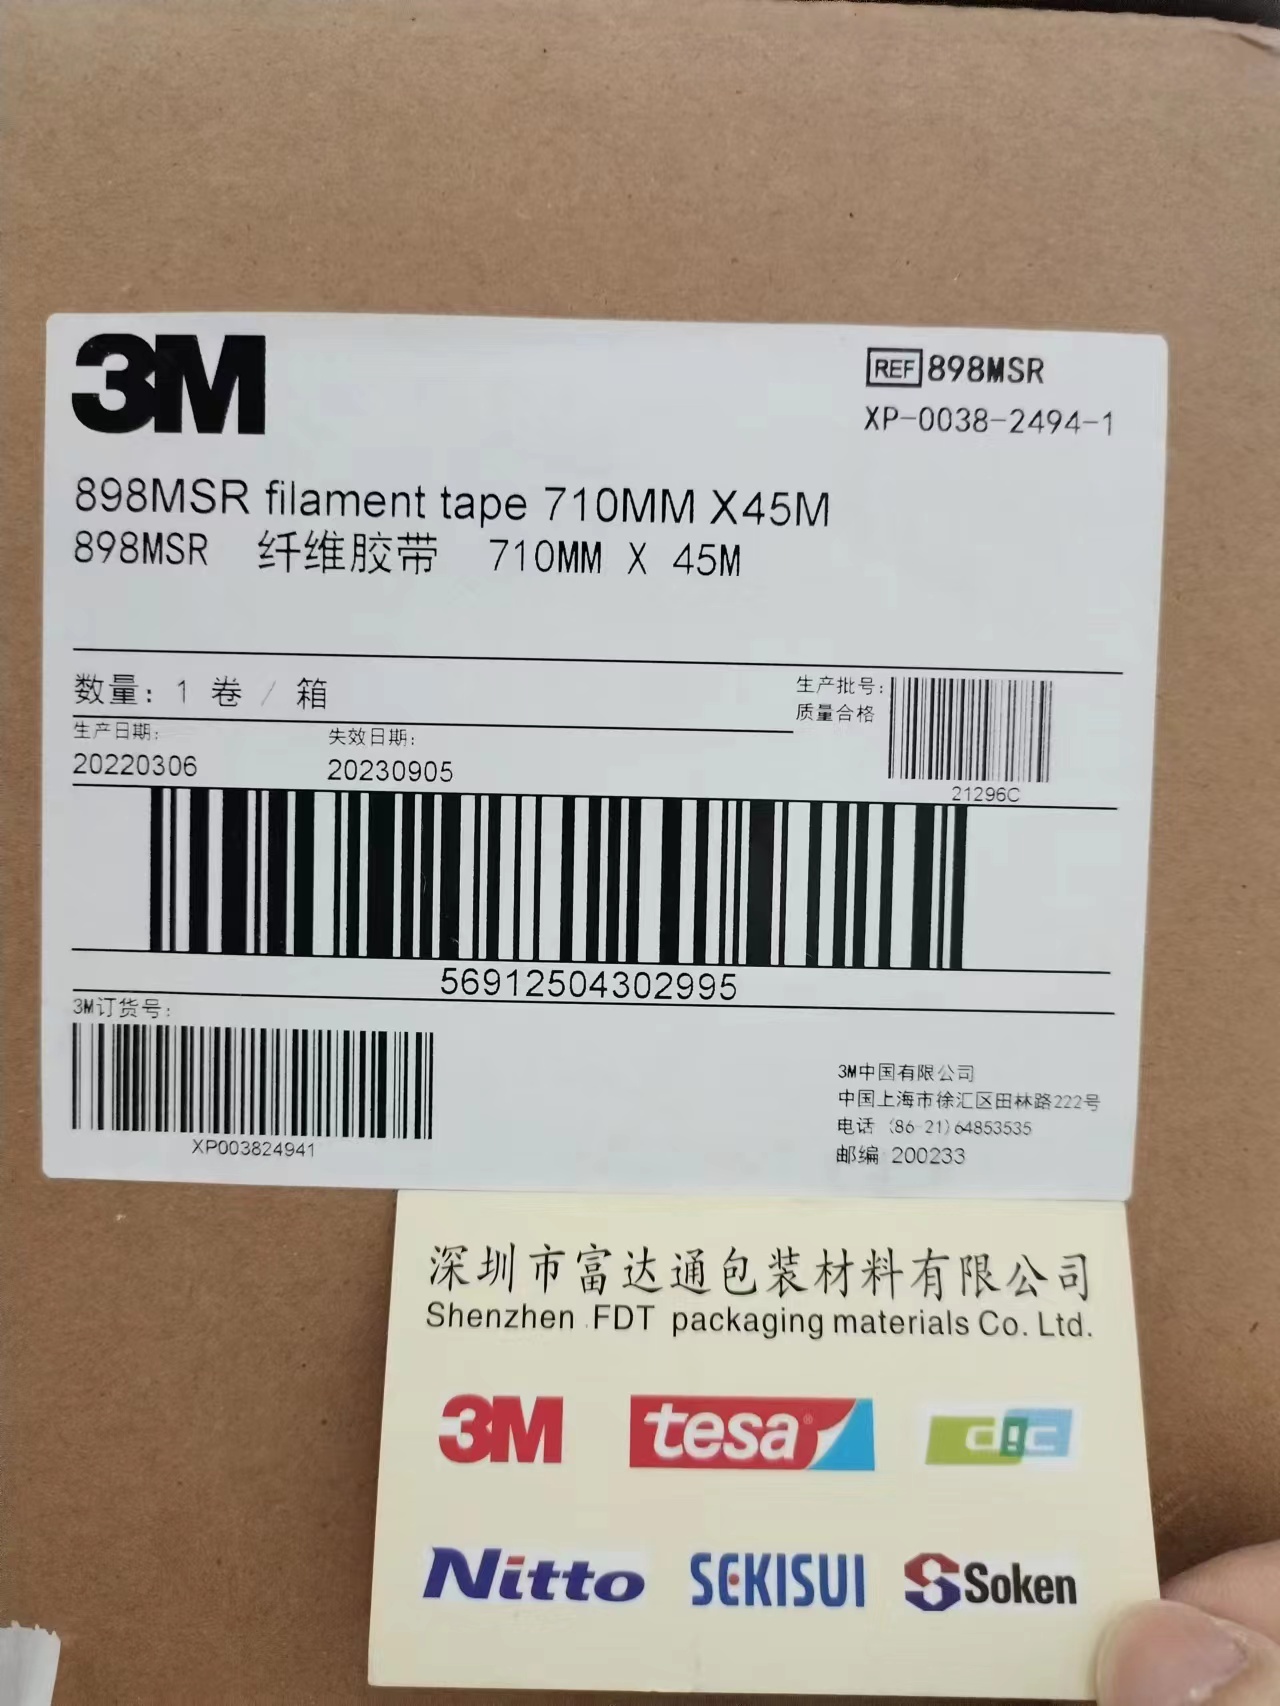 3M
REF 898MSR
XP-0038-2494-1
898MSR filament tape 710MM X45M
898MSR 纤维胶带 710MM X 45M
数量: 1 卷 / 箱
生产批号:
质量合格
21296C
生产日期:
失效日期:
20220306
20230905
56912504302995
3M订货号:
XP003824941
3M中国有限公司
中国上海市徐汇区田林路222号
电话 (86-21)64853535
邮编 200233
深圳市富达通包装材料有限公司
Shenzhen FDT packaging materials Co. Ltd.
3M
tesa®
dic
Nitto
SEKISUI
Soken